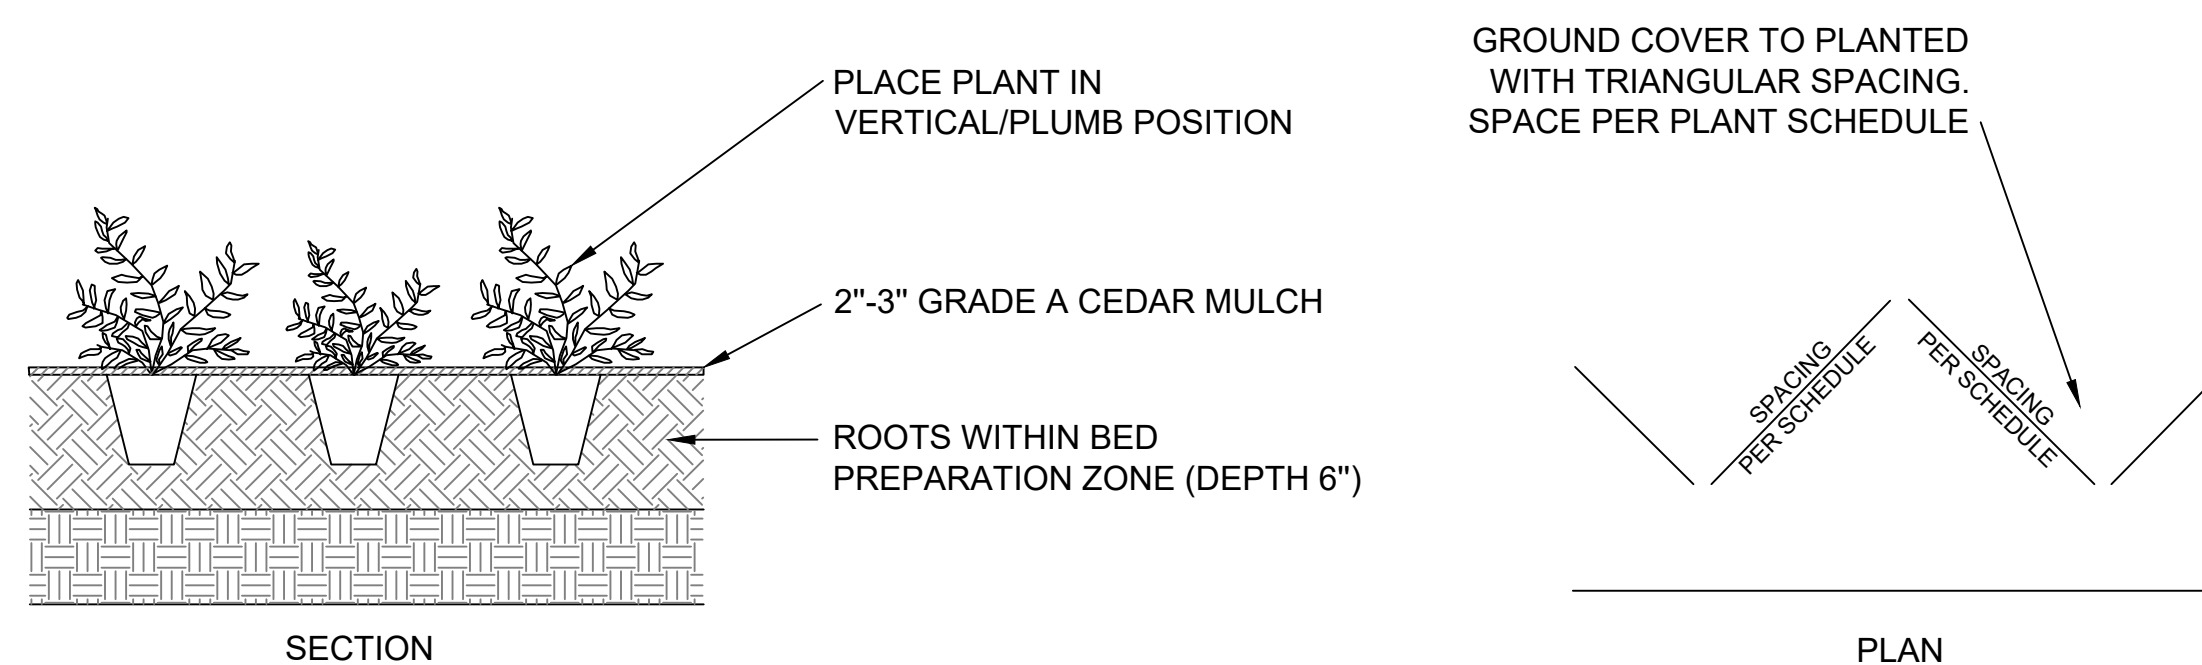 PLACE PLANT IN
VERTICAL/PLUMB POSITION
2"-3" GRADE A CEDAR MULCH
ROOTS WITHIN BED
PREPARATION ZONE (DEPTH 6")
SECTION
GROUND COVER TO PLANTED
WITH TRIANGULAR SPACING.
SPACE PER PLANT SCHEDULE
SPACING
PER SCHEDULE
SPACING
PER SCHEDULE
PLAN